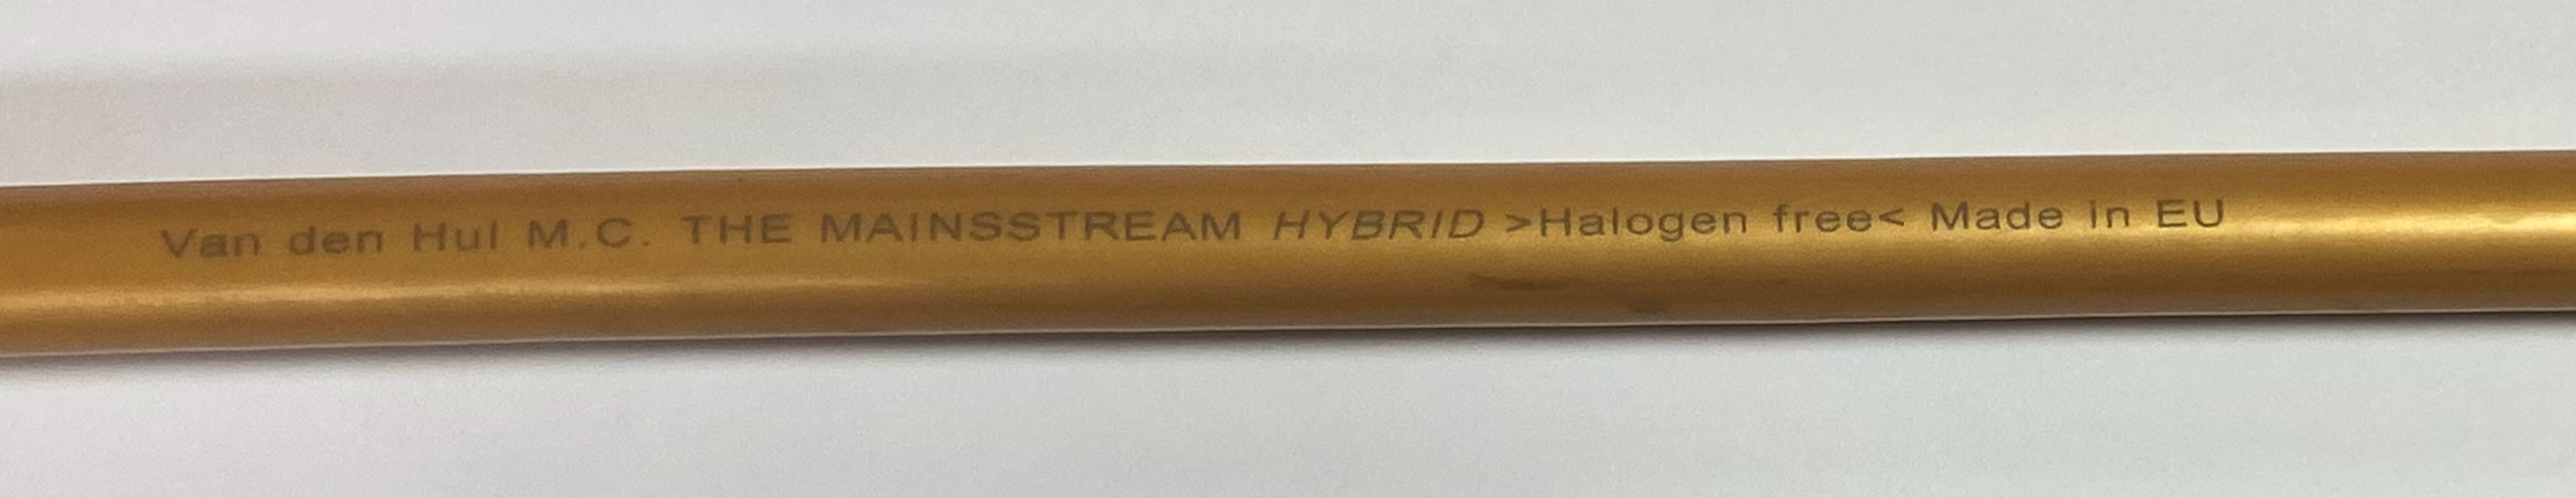 Van den Hul M.C. THE MAINSSTREAM HYBRID >Halogen free< Made in EU